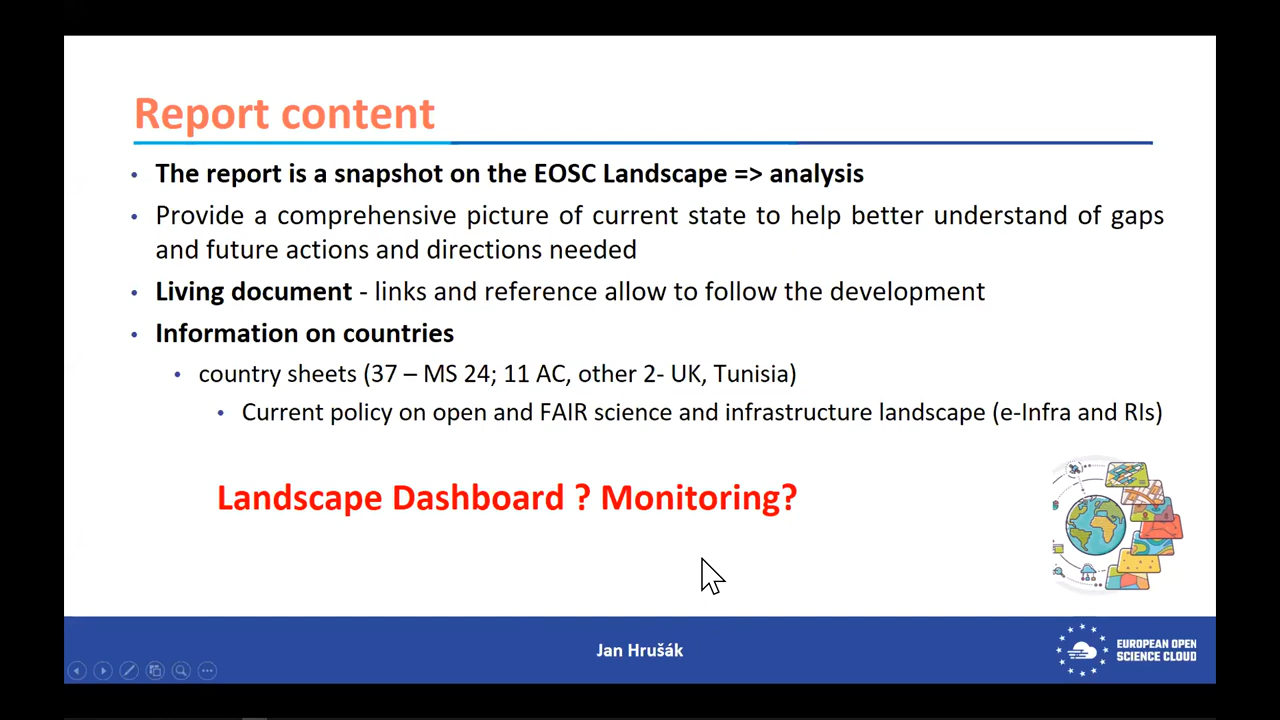 Report content
• The report is a snapshot on the EOSC Landscape => analysis
• Provide a comprehensive picture of current state to help better understand of gaps
and future actions and directions needed
• Living document - links and reference allow to follow the development
• Information on countries
• country sheets (37 – MS 24; 11 AC, other 2- UK, Tunisia)
• Current policy on open and FAIR science and infrastructure landscape (e-Infra and RIs)
Landscape Dashboard ? Monitoring?
Jan Hrušák
EUROPEAN OPEN
SCIENCE CLOUD